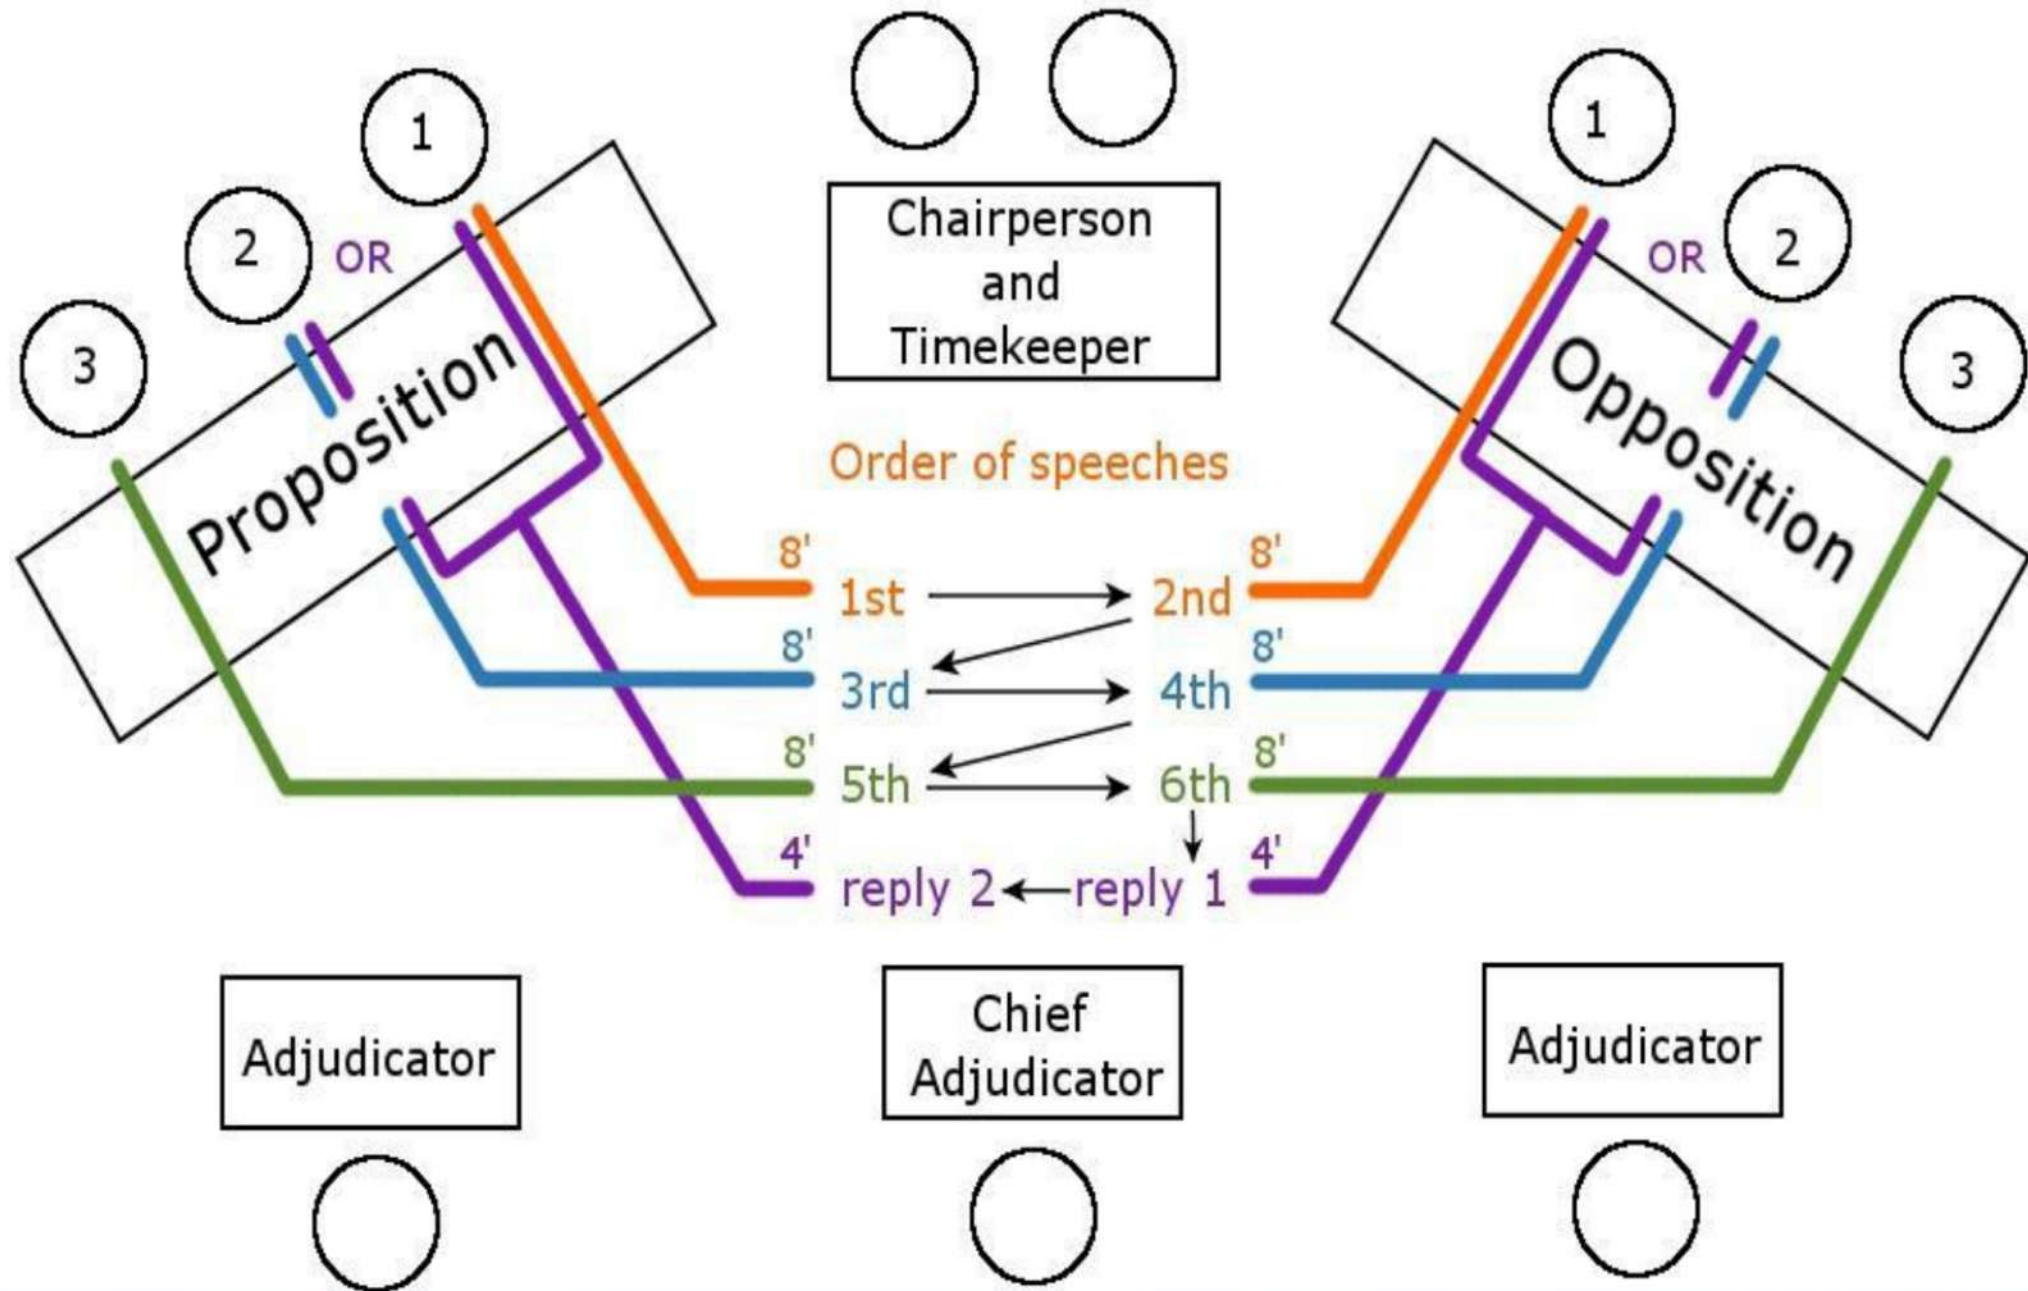 1
1
2
OR
OR
2
3
3
Chairperson
and
Timekeeper
Proposition
Opposition
Order of speeches
8'
8'
1st
2nd
8'
8'
3rd
4th
8'
8'
5th
6th
4'
4'
reply 2
reply 1
Adjudicator
Chief
Adjudicator
Adjudicator